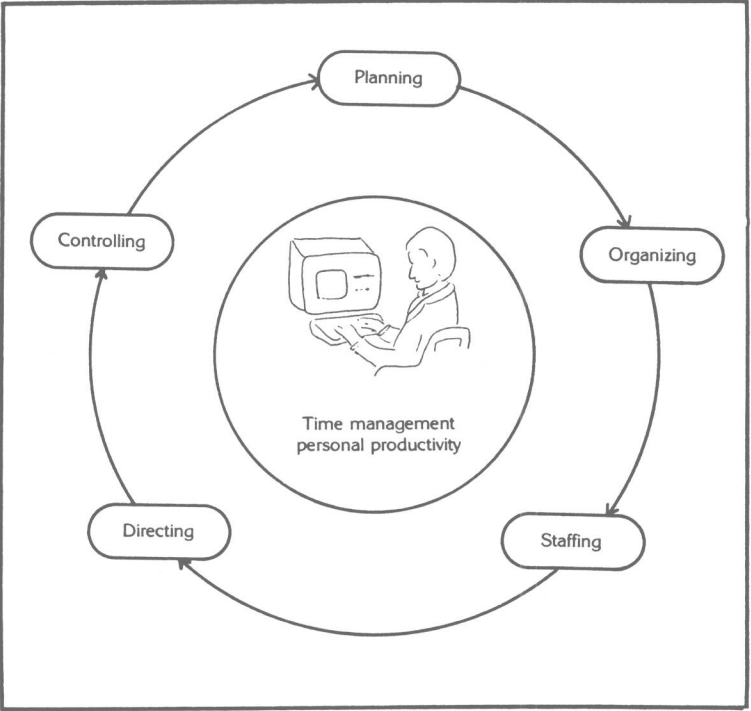 Planning
Controlling
Organizing
Time management
personal productivity
Directing
Staffing